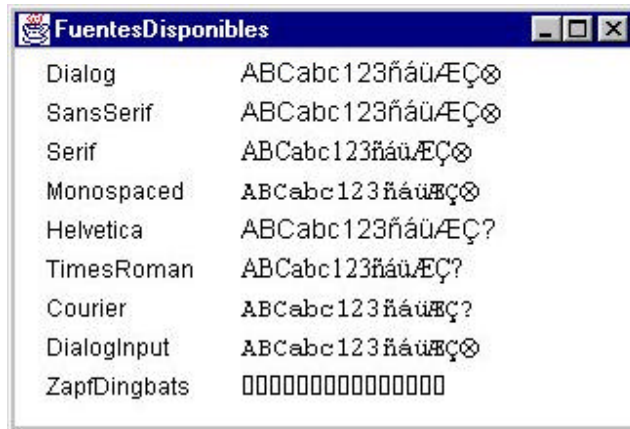 FuentesDisponibles
Dialog ABCabc123ñáüÆÇ⊗
SansSerif ABCabc123ñáüÆÇ⊗
Serif ABCabc123ñáüÆÇ⊗
Monospaced ABCabc123ñáüÆÇ⊗
Helvetica ABCabc123ñáüÆÇ?
TimesRoman ABCabc123ñáüÆÇ?
Courier ABCabc123ñáüÆÇ?
DialogInput ABCabc123ñáüÆÇ⊗
ZapfDingbats ▯▯▯▯▯▯▯▯▯▯▯▯▯▯▯